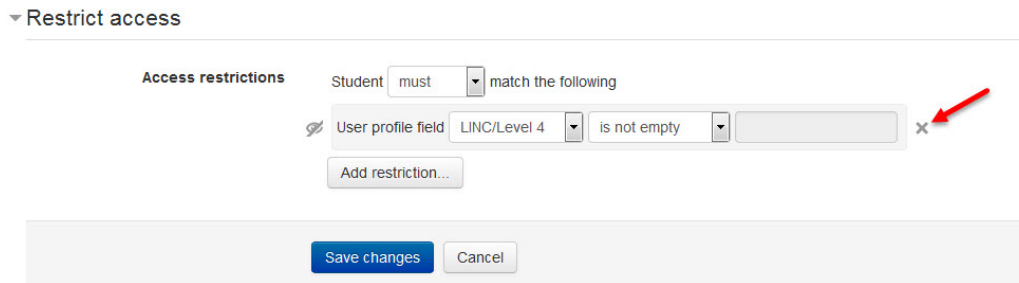 Restrict access
Access restrictions Student must match the following
User profile field LINC/Level 4 is not empty
Add restriction...
Save changes Cancel